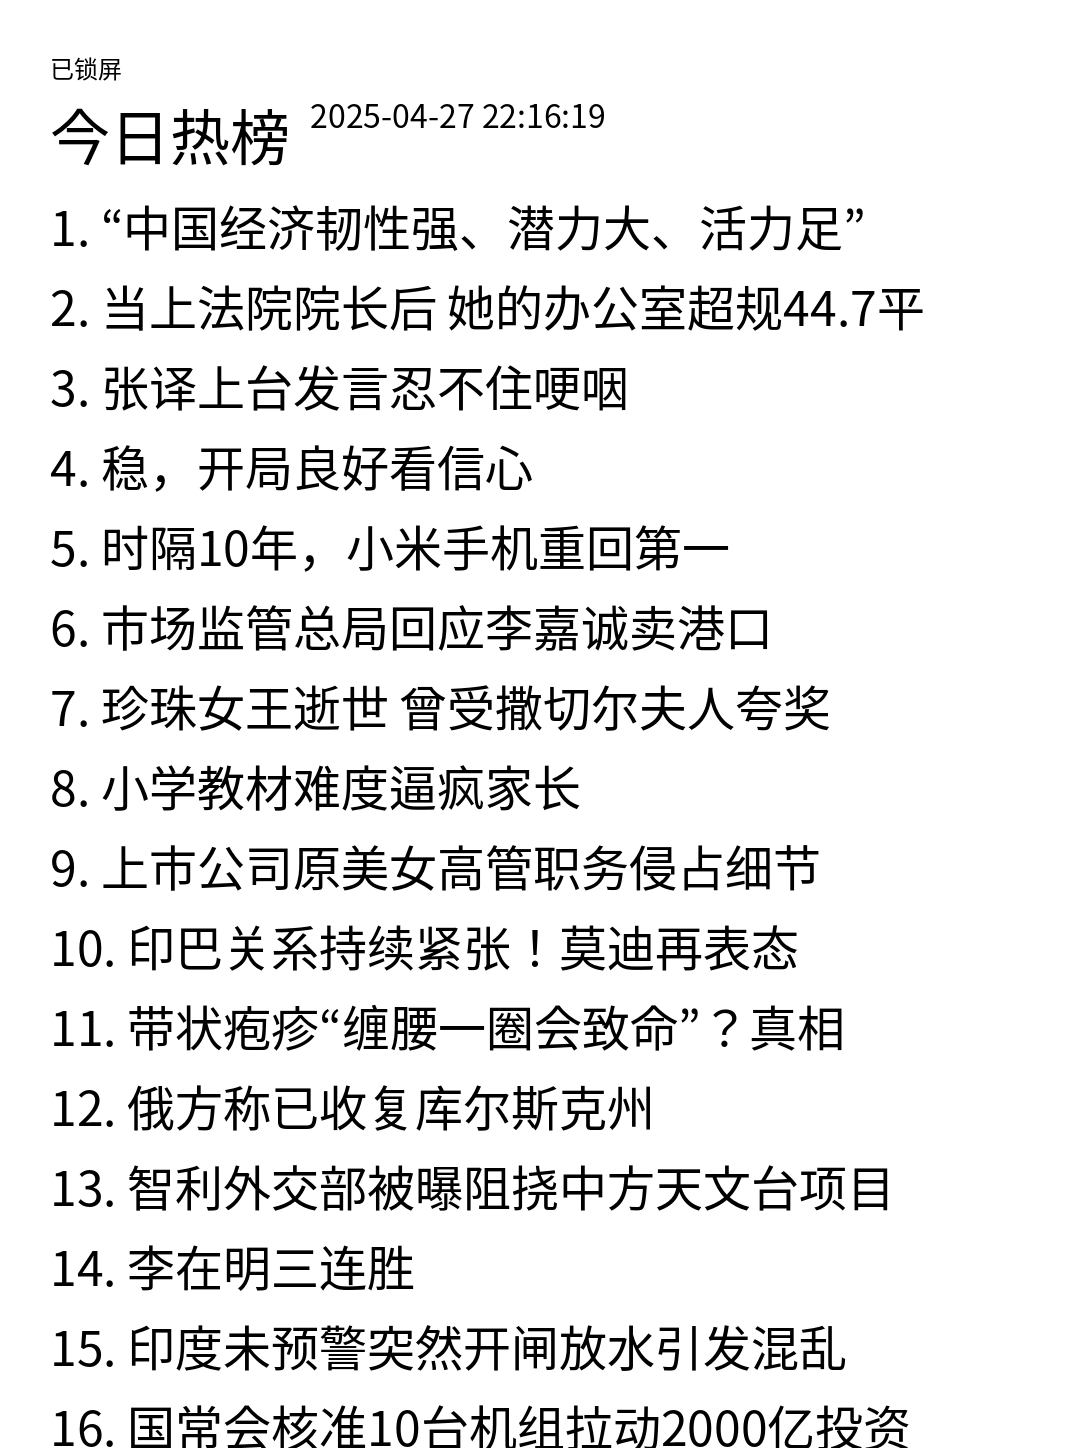 已锁屏
今日热榜 2025-04-27 22:16:19
1. “中国经济韧性强、潜力大、活力足”
2. 当上法院院长后 她的办公室超规44.7平
3. 张译上台发言忍不住哽咽
4. 稳，开局良好看信心
5. 时隔10年，小米手机重回第一
6. 市场监管总局回应李嘉诚卖港口
7. 珍珠女王逝世 曾受撒切尔夫人夸奖
8. 小学教材难度逼疯家长
9. 上市公司原美女高管职务侵占细节
10. 印巴关系持续紧张！莫迪再表态
11. 带状疱疹“缠腰一圈会致命”？真相
12. 俄方称已收复库尔斯克州
13. 智利外交部被曝阻挠中方天文台项目
14. 李在明三连胜
15. 印度未预警突然开闸放水引发混乱
16. 国常会核准10台机组拉动2000亿投资